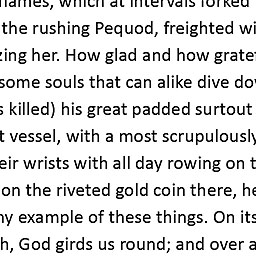 flames, which at intervals forked
the rushing Pequod, freighted wi
zing her. How glad and how grate
some souls that can alike dive do
s killed) his great padded surtout
t vessel, with a most scrupulously
eir wrists with all day rowing on t
on the riveted gold coin there, he
ny example of these things. On its
h, God girds us round; and over a